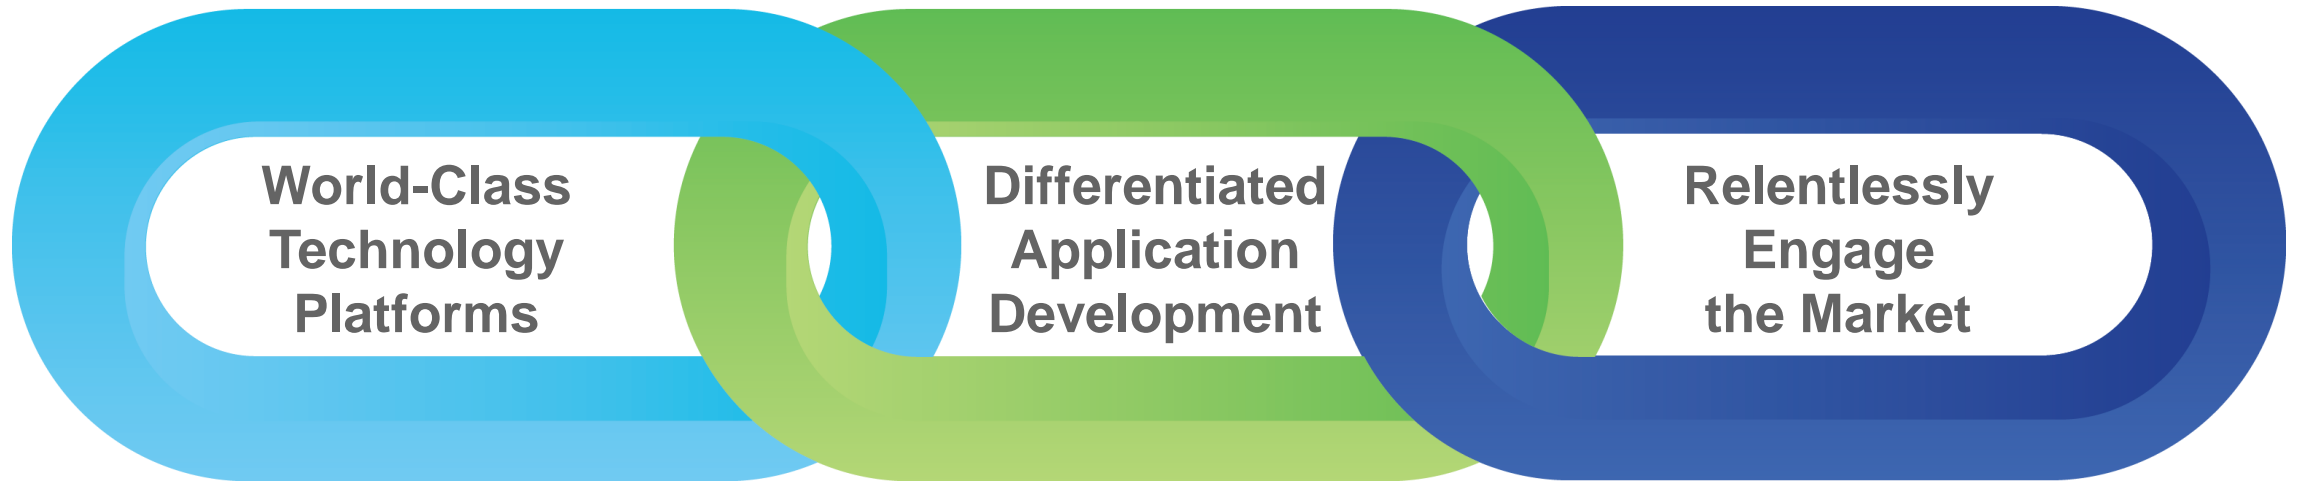 World-Class
Technology
Platforms
Differentiated
Application
Development
Relentlessly
Engage
the Market